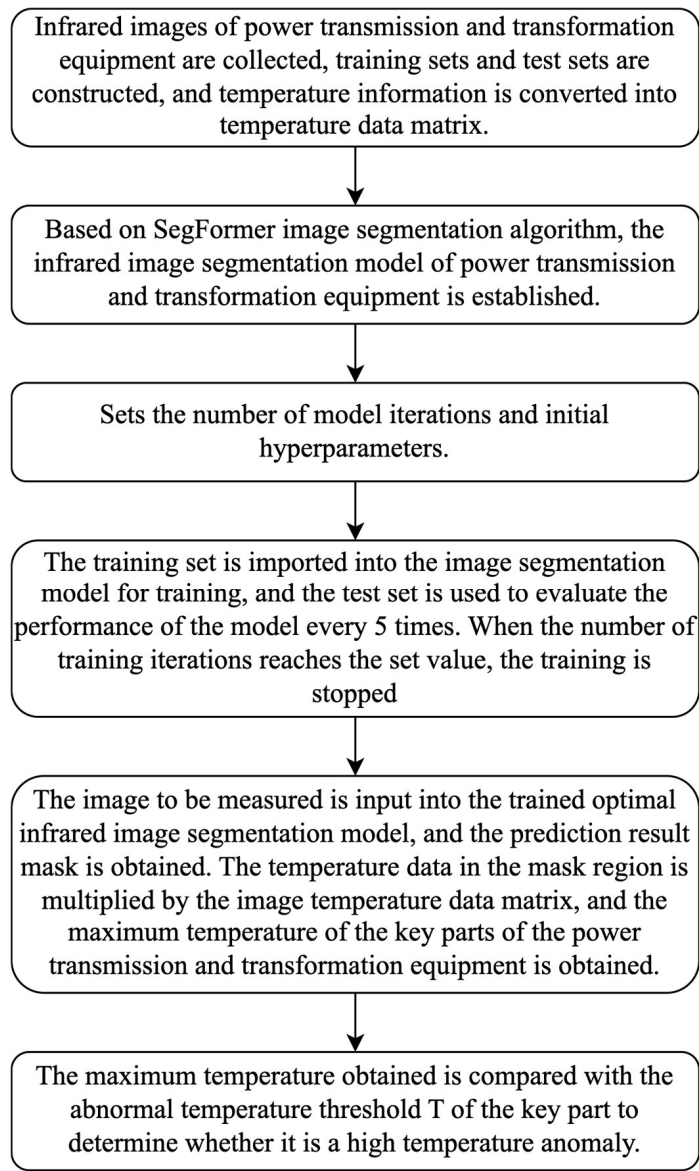 Infrared images of power transmission and transformation
equipment are collected, training sets and test sets are
constructed, and temperature information is converted into
temperature data matrix.
Based on SegFormer image segmentation algorithm, the
infrared image segmentation model of power transmission
and transformation equipment is established.
Sets the number of model iterations and initial
hyperparameters.
The training set is imported into the image segmentation
model for training, and the test set is used to evaluate the
performance of the model every 5 times. When the number of
training iterations reaches the set value, the training is
stopped
The image to be measured is input into the trained optimal
infrared image segmentation model, and the prediction result
mask is obtained. The temperature data in the mask region is
multiplied by the image temperature data matrix, and the
maximum temperature of the key parts of the power
transmission and transformation equipment is obtained.
The maximum temperature obtained is compared with the
abnormal temperature threshold T of the key part to
determine whether it is a high temperature anomaly.